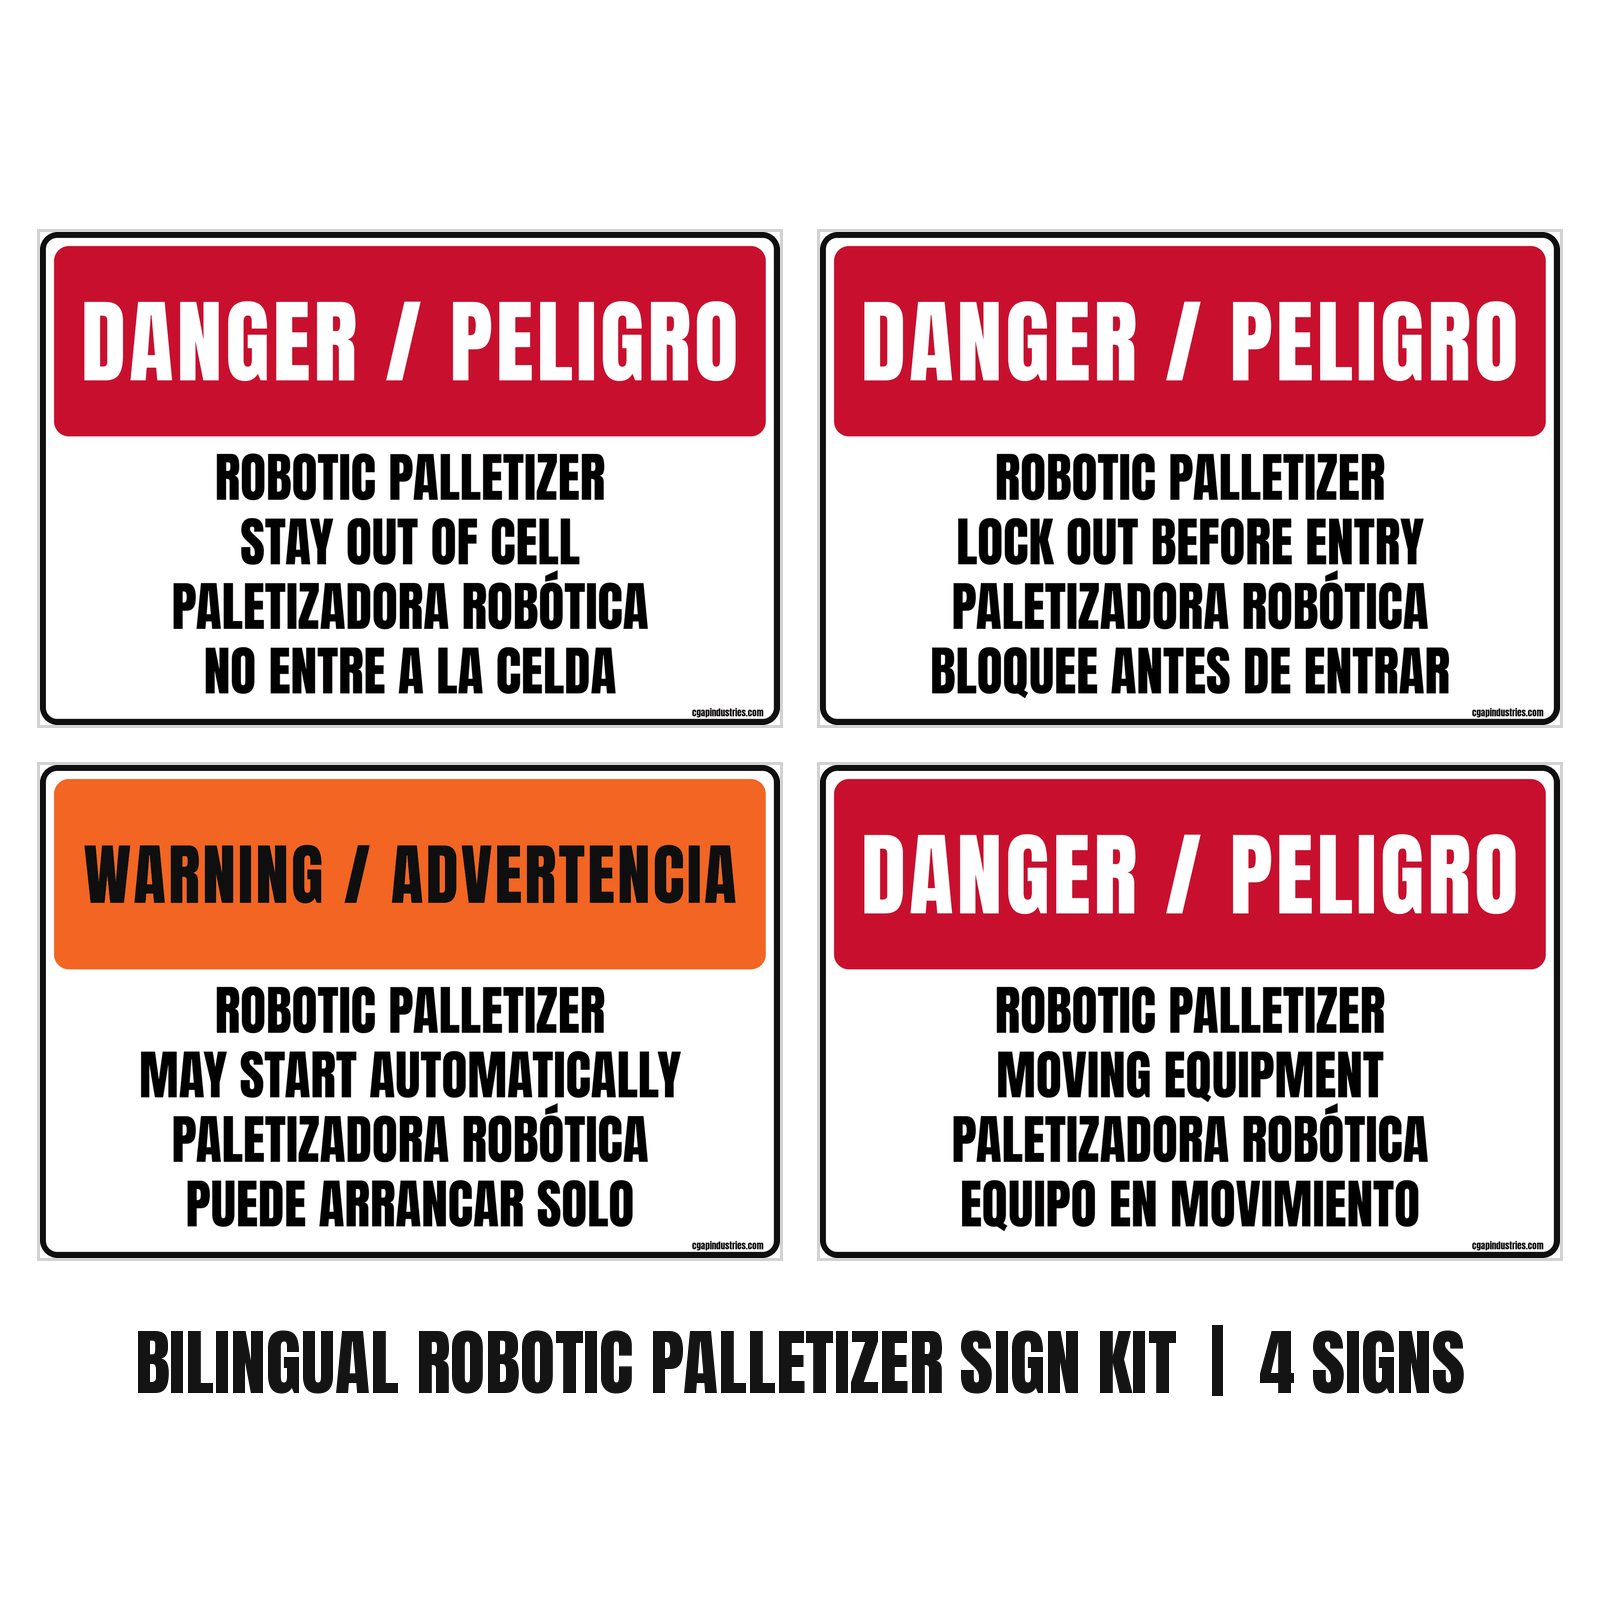 DANGER / PELIGRO
ROBOTIC PALLETIZER
STAY OUT OF CELL
PALETIZADORA ROBÓTICA
NO ENTRE A LA CELDA
cgapindustries.com
DANGER / PELIGRO
ROBOTIC PALLETIZER
LOCK OUT BEFORE ENTRY
PALETIZADORA ROBÓTICA
BLOQUEE ANTES DE ENTRAR
cgapindustries.com
WARNING / ADVERTENCIA
ROBOTIC PALLETIZER
MAY START AUTOMATICALLY
PALETIZADORA ROBÓTICA
PUEDE ARRANCAR SOLO
cgapindustries.com
DANGER / PELIGRO
ROBOTIC PALLETIZER
MOVING EQUIPMENT
PALETIZADORA ROBÓTICA
EQUIPO EN MOVIMIENTO
cgapindustries.com
BILINGUAL ROBOTIC PALLETIZER SIGN KIT | 4 SIGNS